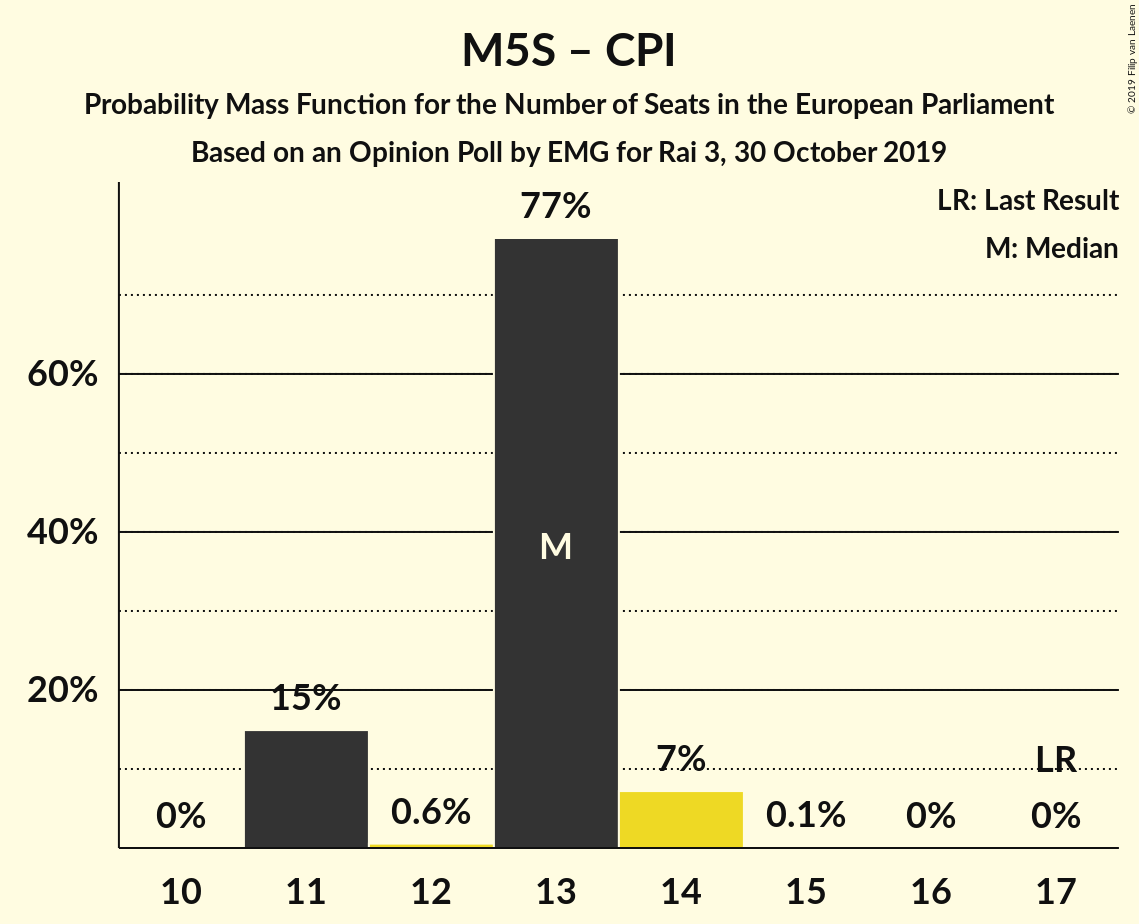 M5S – CPI
Probability Mass Function for the Number of Seats in the European Parliament
Based on an Opinion Poll by EMG for Rai 3, 30 October 2019
© 2019 Filip van Laenen
LR: Last Result
M: Median
77%
60%
40%
20%
M
15%
7%
LR
0%
0.6%
0.1%
0%
0%
10 11 12 13 14 15 16 17